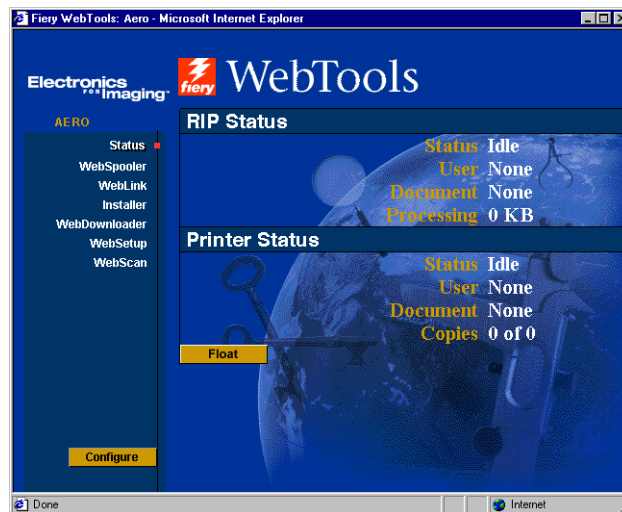 Fiery WebTools: Aero - Microsoft Internet Explorer
Electronics
FOR Imaging
fiery
WebTools
AERO
Status
WebSpooler
WebLink
Installer
WebDownloader
WebSetup
WebScan
Configure
RIP Status
Status Idle
User None
Document None
Processing 0 KB
Printer Status
Status Idle
User None
Document None
Copies 0 of 0
Float
Done
Internet